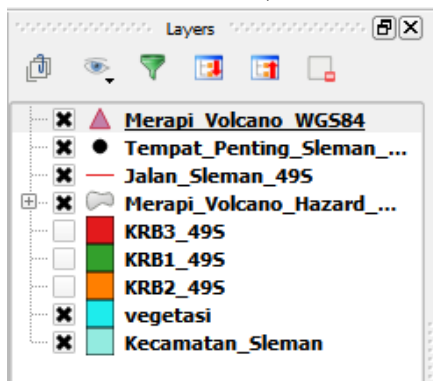 Layers
Merapi_Volcano_WGS84
Tempat_Penting_Sleman_...
Jalan_Sleman_49S
Merapi_Volcano_Hazard_...
KRB3_49S
KRB1_49S
KRB2_49S
vegetasi
Kecamatan_Sleman